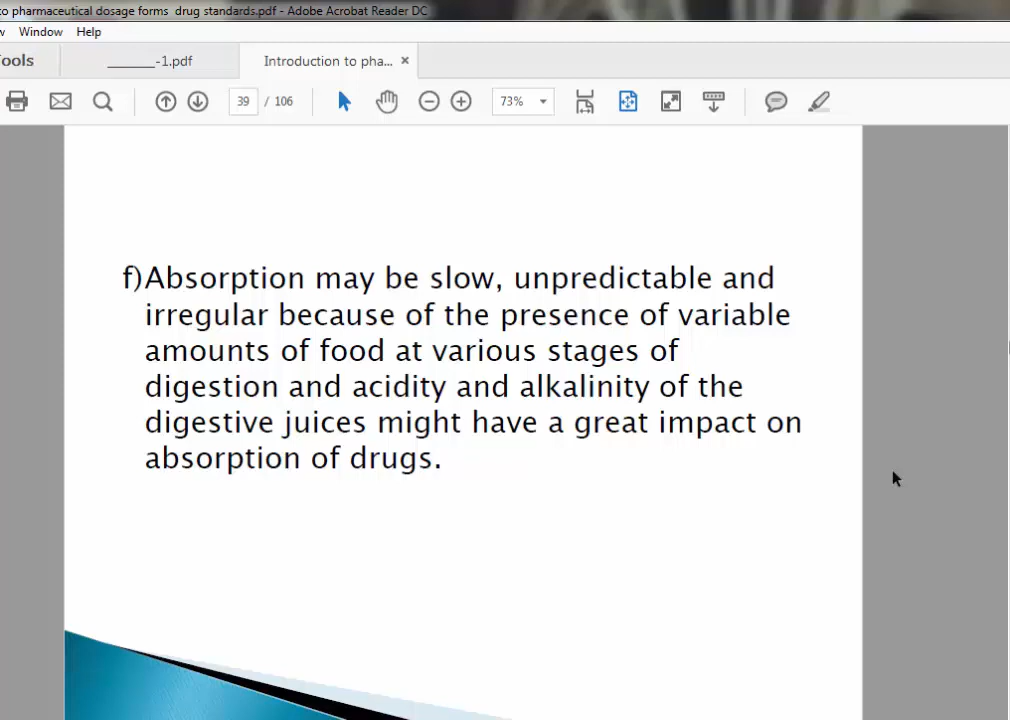 to pharmaceutical dosage forms drug standards.pdf - Adobe Acrobat Reader DC
w Window Help
ools
_______-1.pdf
Introduction to pha... ×
39 / 106
73%
f)Absorption may be slow, unpredictable and
irregular because of the presence of variable
amounts of food at various stages of
digestion and acidity and alkalinity of the
digestive juices might have a great impact on
absorption of drugs.